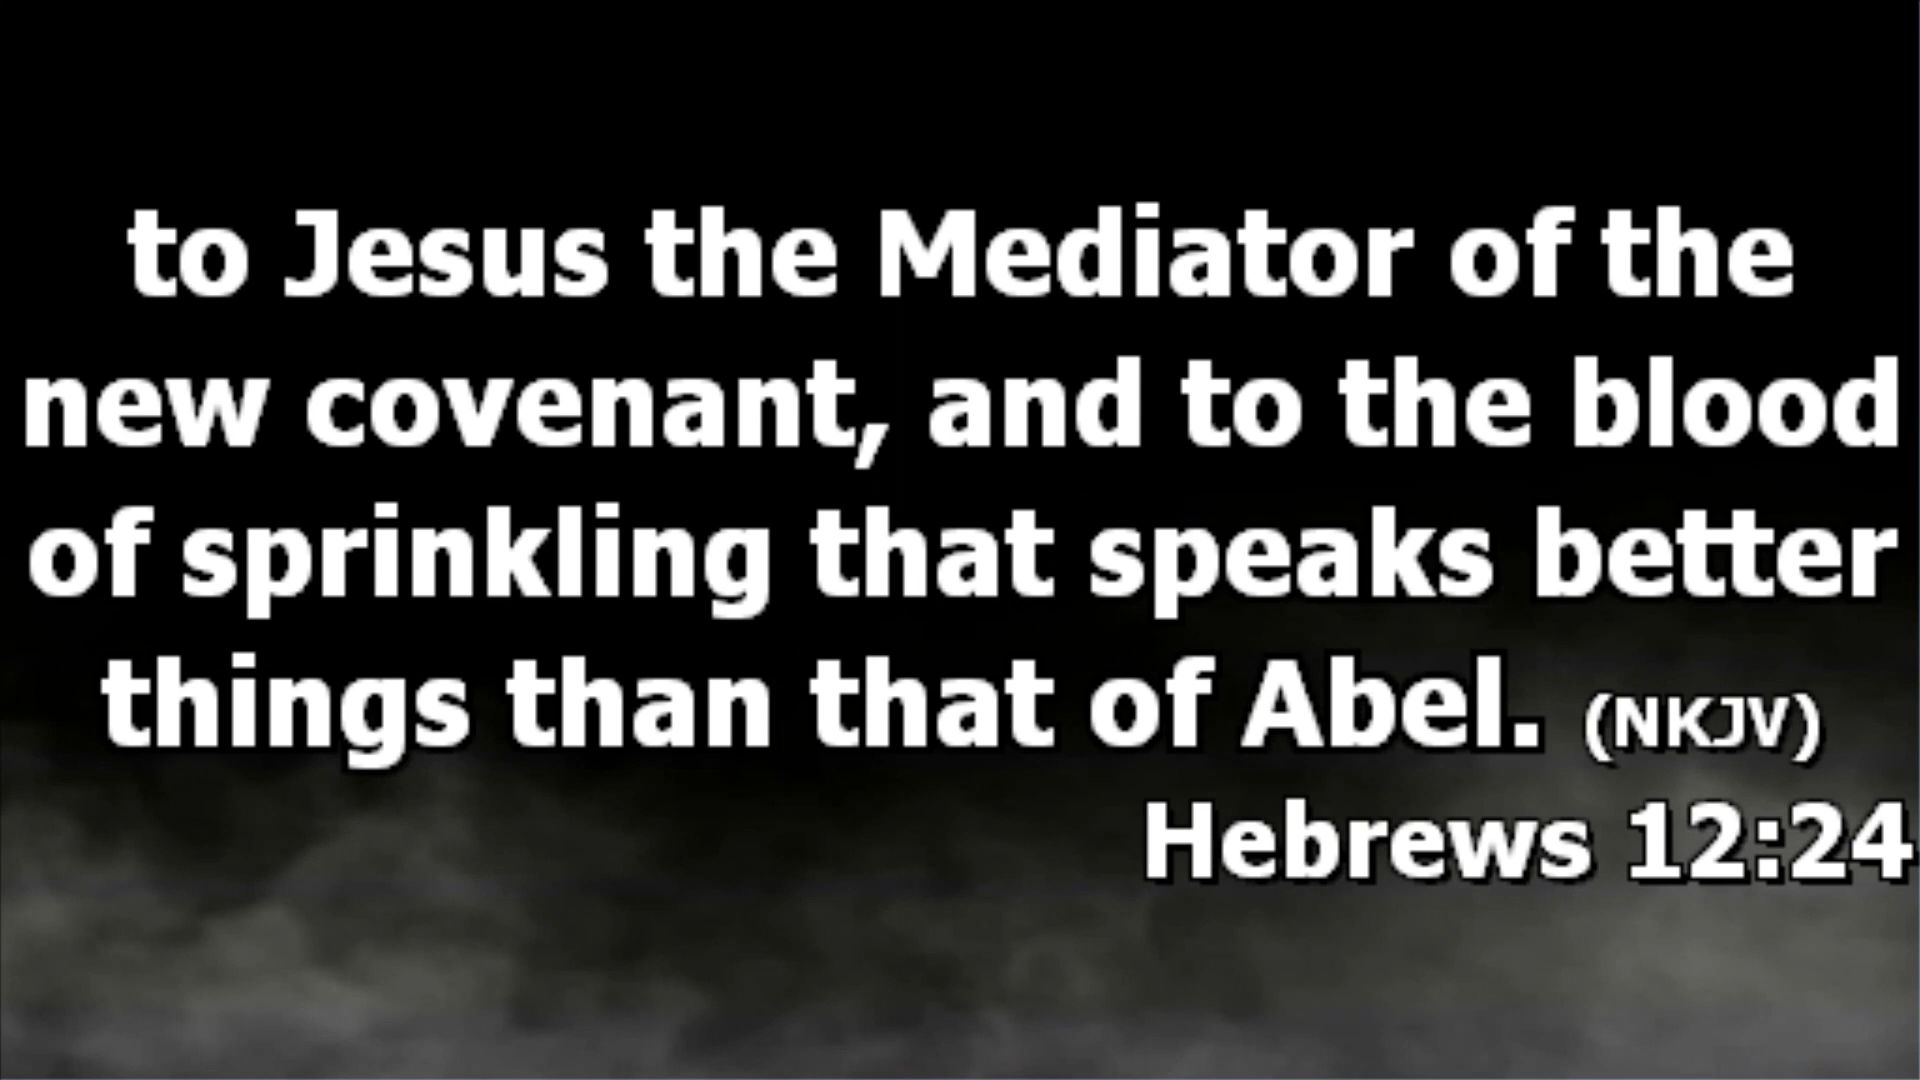 to Jesus the Mediator of the
new covenant, and to the blood
of sprinkling that speaks better
things than that of Abel. (NKJV)
Hebrews 12:24